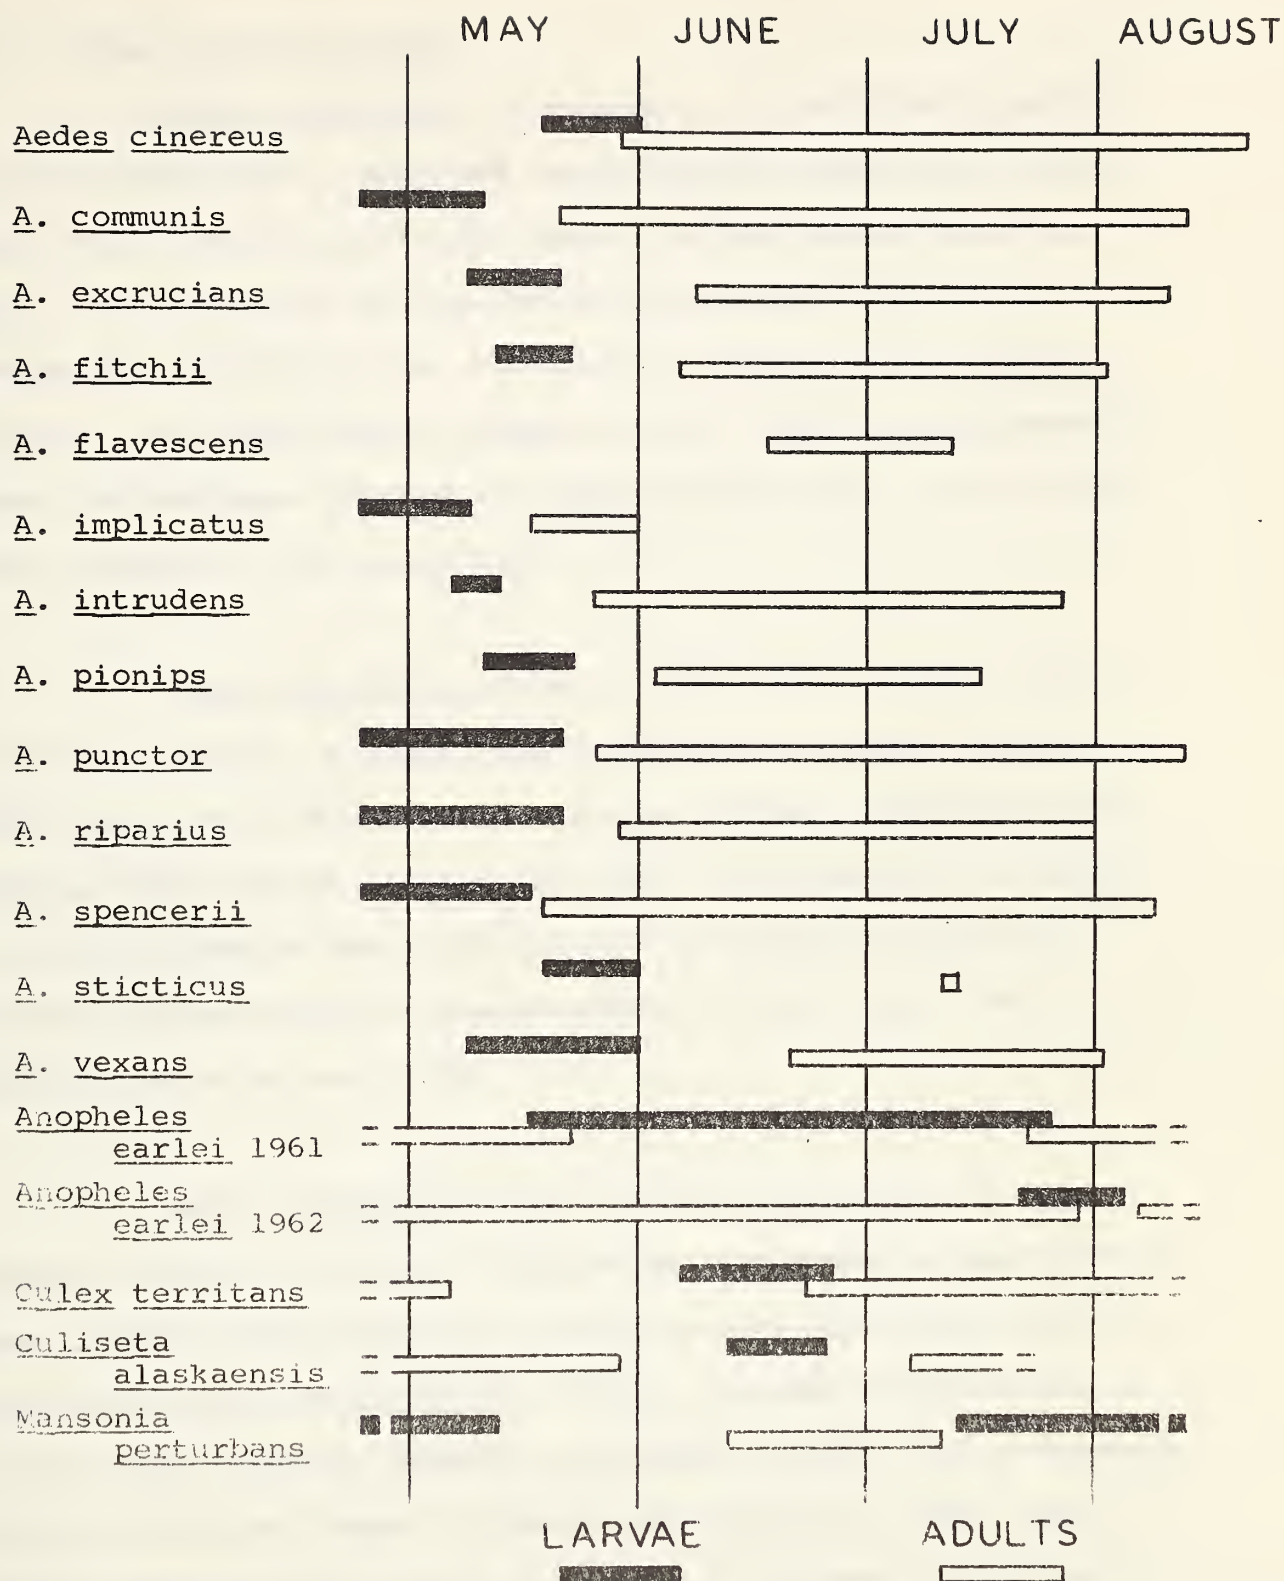 MAY JUNE JULY AUGUST
Aedes cinereus
A. communis
A. excrucians
A. fitchii
A. flavescens
A. implicatus
A. intrudens
A. pionips
A. punctor
A. riparius
A. spencerii
A. sticticus
A. vexans
Anopheles
earlei 1961
Anopheles
earlei 1962
Culex territans
Culiseta
alaskaensis
Mansonia
perturbans
LARVAE ADULTS